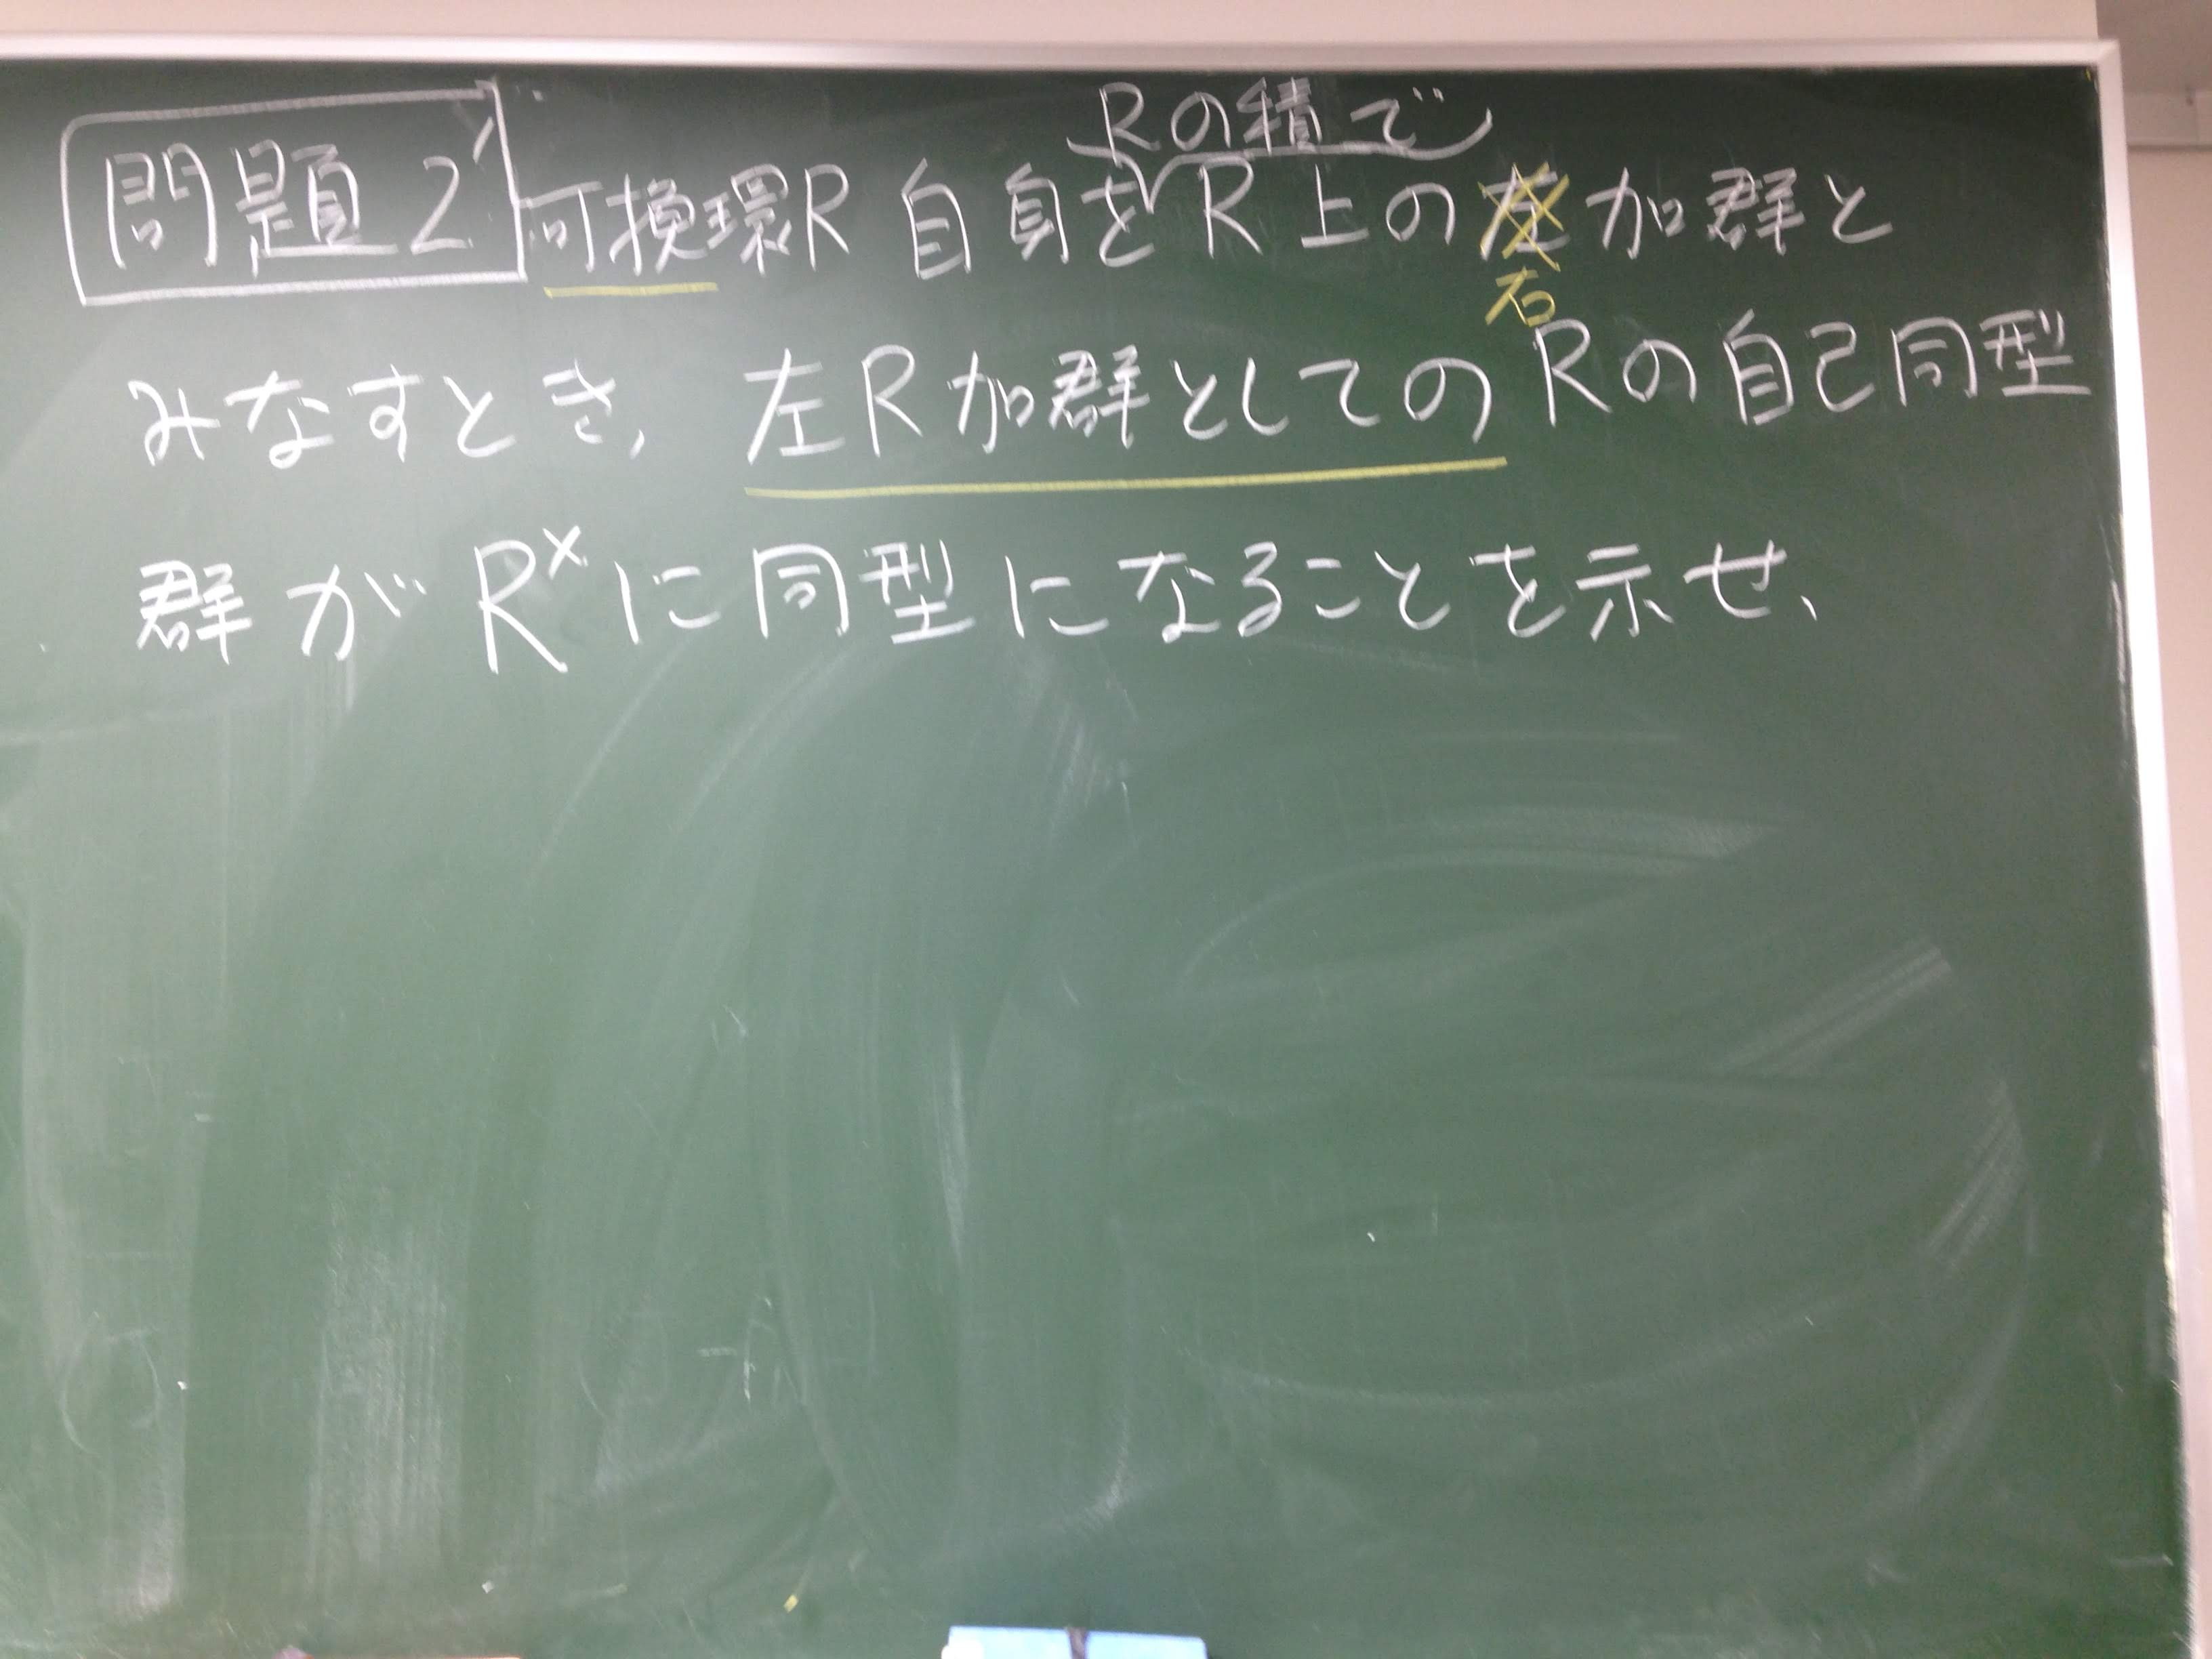 Rの積で
問題2' 可換環R自身をR上の左加群と
右
みなすとき、左R加群としてのRの自己同型
群がR^×に同型になることを示せ、